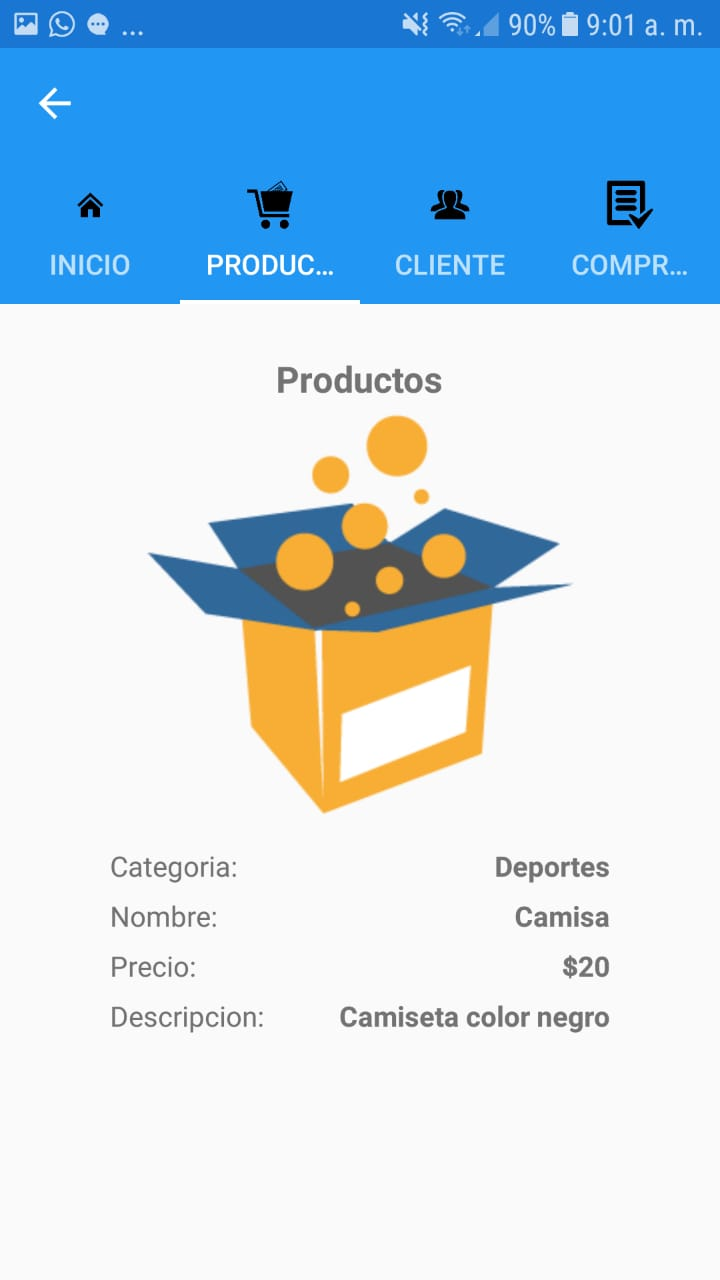 ... 90% 9:01 a. m.
INICIO PRODUC... CLIENTE COMPR...
Productos
Categoria: Deportes
Nombre: Camisa
Precio: $20
Descripcion: Camiseta color negro